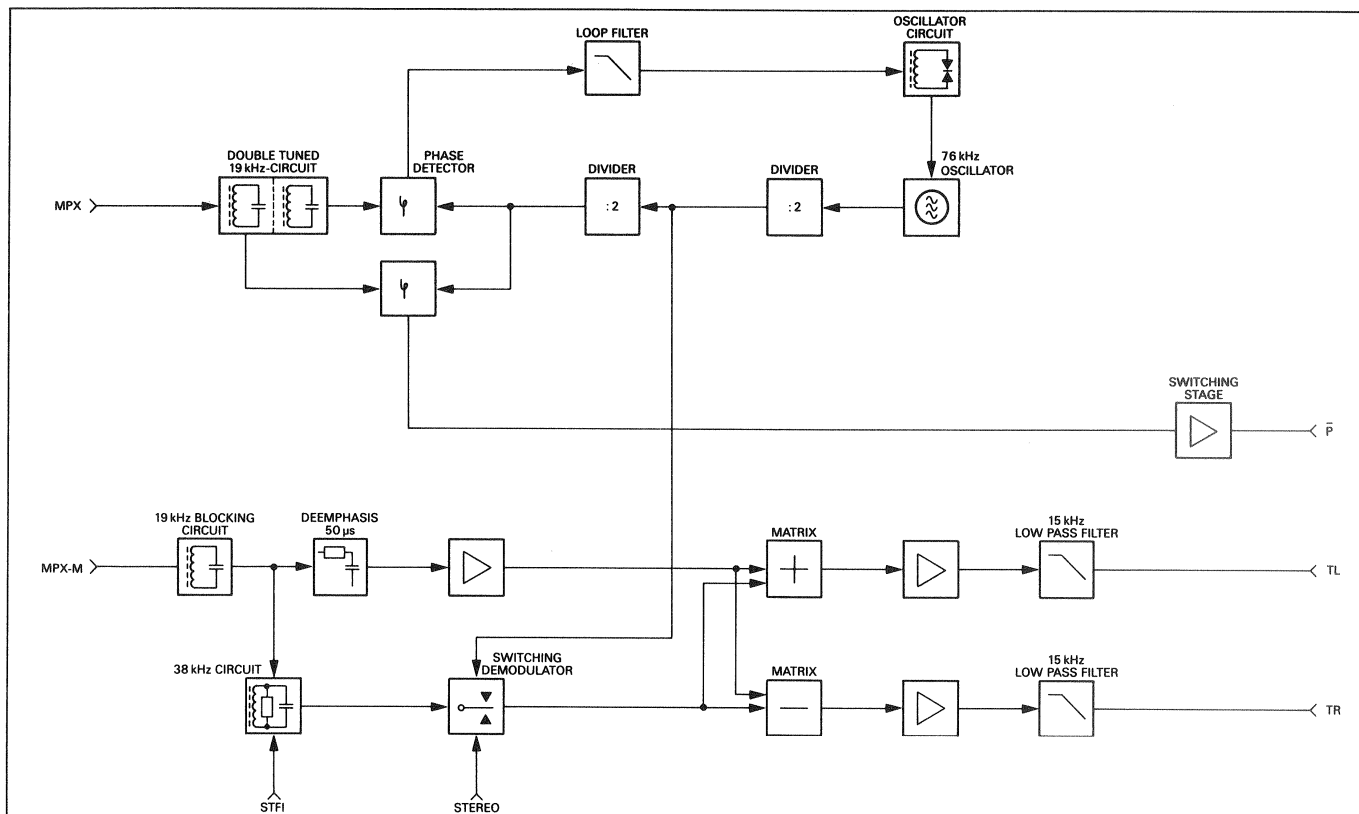 OSCILLATOR
CIRCUIT
LOOP FILTER
DOUBLE TUNED
19 kHz-CIRCUIT
PHASE
DETECTOR
DIVIDER
DIVIDER
76 kHz
OSCILLATOR
MPX
φ
: 2
: 2
φ
SWITCHING
STAGE
P̄
19 kHz BLOCKING
CIRCUIT
DEEMPHASIS
50 µs
MATRIX
15 kHz
LOW PASS FILTER
MPX-M
+
TL
38 kHz CIRCUIT
SWITCHING
DEMODULATOR
MATRIX
15 kHz
LOW PASS FILTER
—
TR
STFI
STEREO